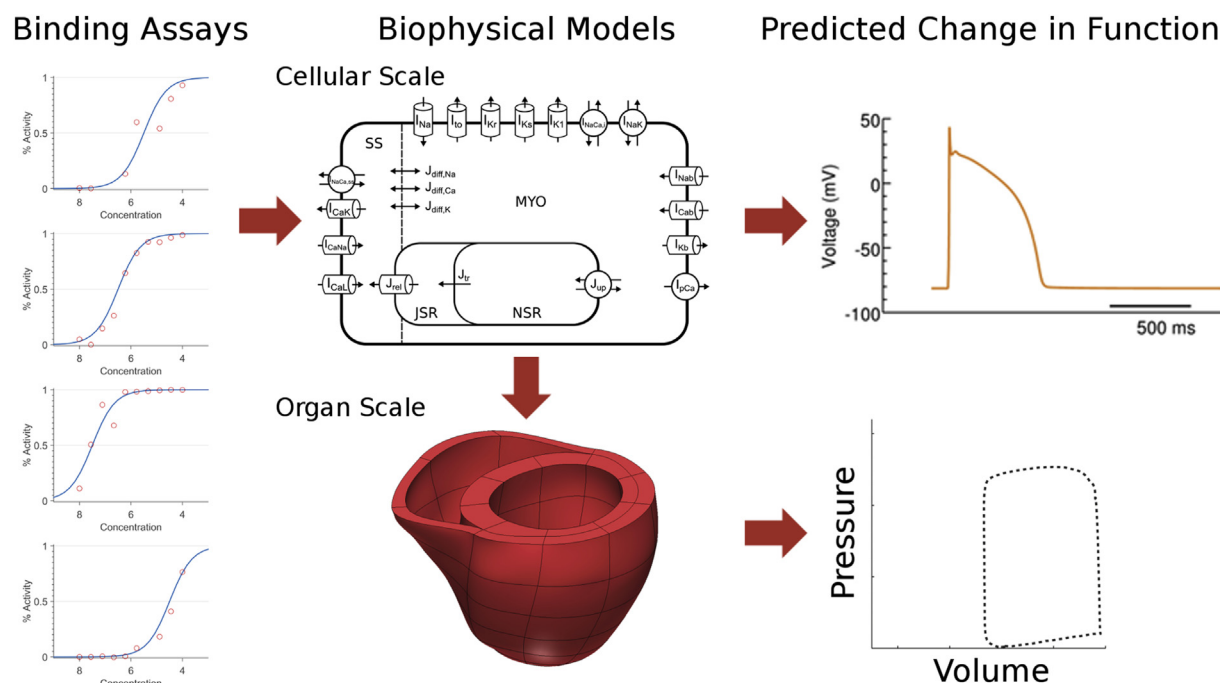 Binding Assays
Biophysical Models
Predicted Change in Function
1
0.5
0
% Activity
8
6
4
Concentration
1
0.5
0
% Activity
8
6
4
Concentration
1
0.5
0
% Activity
8
6
4
Concentration
1
0.5
0
% Activity
8
6
4
Concentration
Cellular Scale
SS
INa
Ito
IKr
IKs
IK1
INaCa,i
INaK
INaCa,ss
ICaK
ICaNa
ICaL
Jdiff,Na
Jdiff,Ca
Jdiff,K
MYO
INab
ICab
IKb
IpCa
Jrel
Jtr
Jup
JSR
NSR
Organ Scale
50
0
-50
-100
Voltage (mV)
500 ms
Pressure
Volume